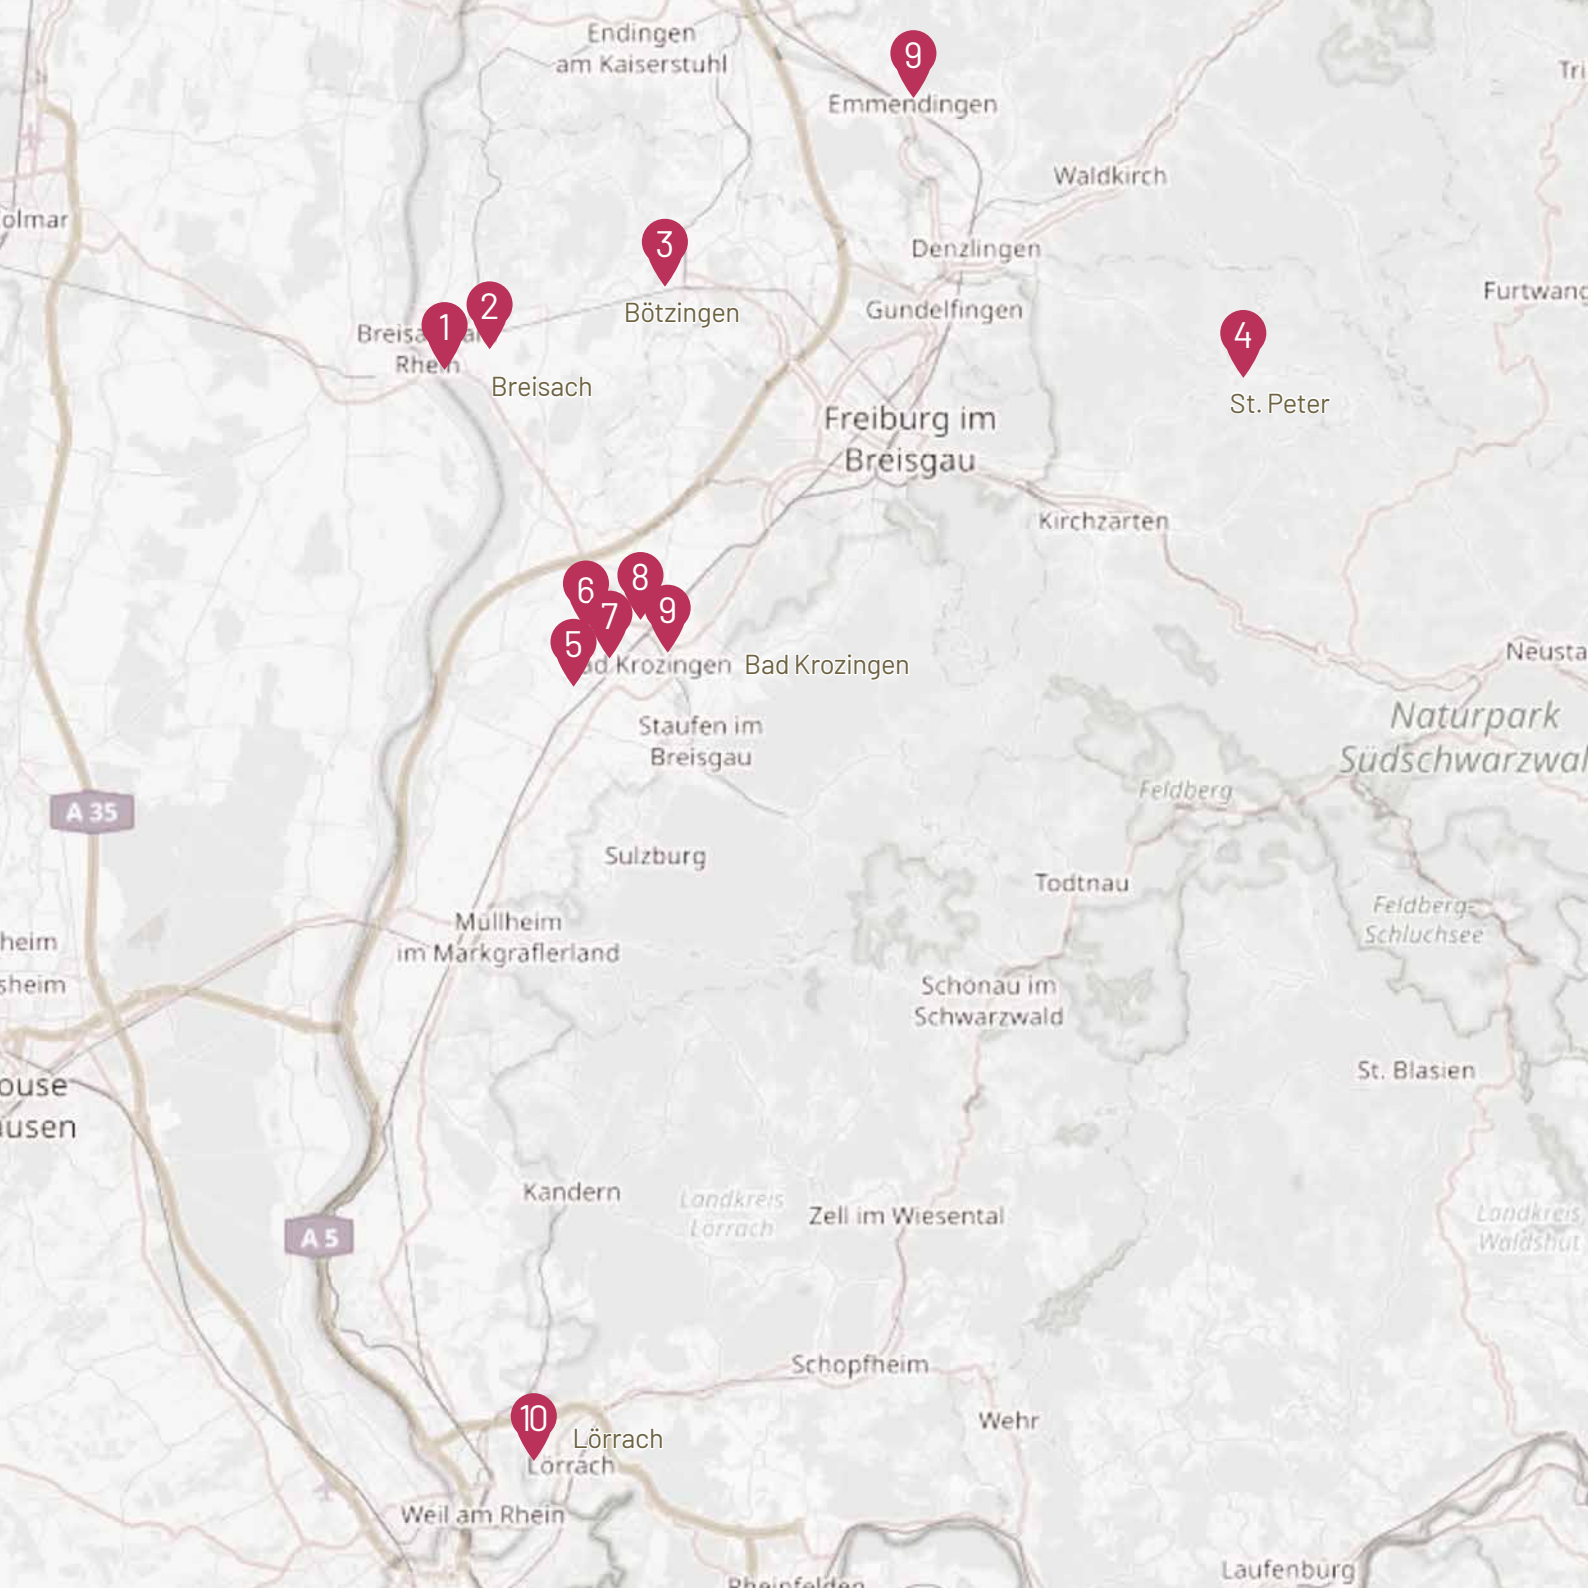 Endingen
am Kaiserstuhl
9
Emmendingen
Tri
Waldkirch
olmar
3
Denzlingen
Furtwang
2
1
Gundelfingen
Bötzingen
4
Rhein
Breisach
St. Peter
Freiburg im
Breisgau
Kirchzarten
8
6
9
7
5
Krozingen
Bad Krozingen
Neusta
Staufen im
Breisgau
Naturpark
Südschwarzwal
Feldberg
A 35
Sulzburg
Todtnau
Feldberg-
Schluchsee
Müllheim
im Markgräflerland
heim
sheim
Schönau im
Schwarzwald
St. Blasien
ouse
ausen
Kandern
Landkreis
Lörrach
Zell im Wiesental
Landkreis
Waldshut
A 5
Schopfheim
10
Wehr
Lörrach
Lörrach
Weil am Rhein
Laufenburg
Rheinfelden